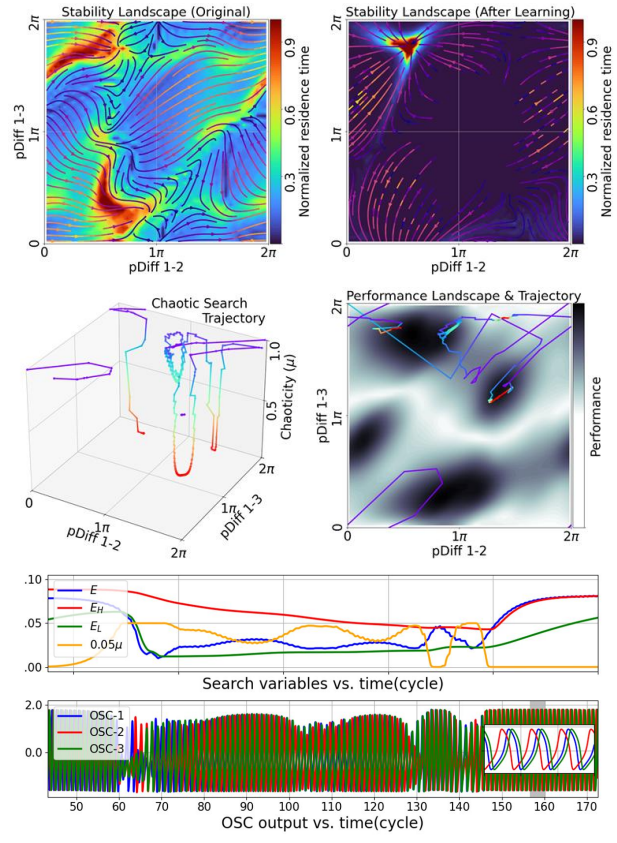 Stability Landscape (Original)
Stability Landscape (After Learning)
2π
1π
0
pDiff 1-3
0
1π
2π
pDiff 1-2
0.9
0.6
0.3
Normalized residence time
2π
1π
0
0
1π
2π
pDiff 1-2
0.9
0.6
0.3
Normalized residence time
Chaotic Search
Trajectory
1.0
0.5
Chaoticity (μ)
0
1π
2π
pDiff 1-2
1π
2π
pDiff 1-3
Performance Landscape & Trajectory
2π
1π
0
pDiff 1-3
0
1π
2π
pDiff 1-2
Performance
.10
.05
.00
E
E_H
E_L
0.05μ
Search variables vs. time(cycle)
2.0
0.0
OSC-1
OSC-2
OSC-3
50 60 70 80 90 100 110 120 130 140 150 160 170
OSC output vs. time(cycle)